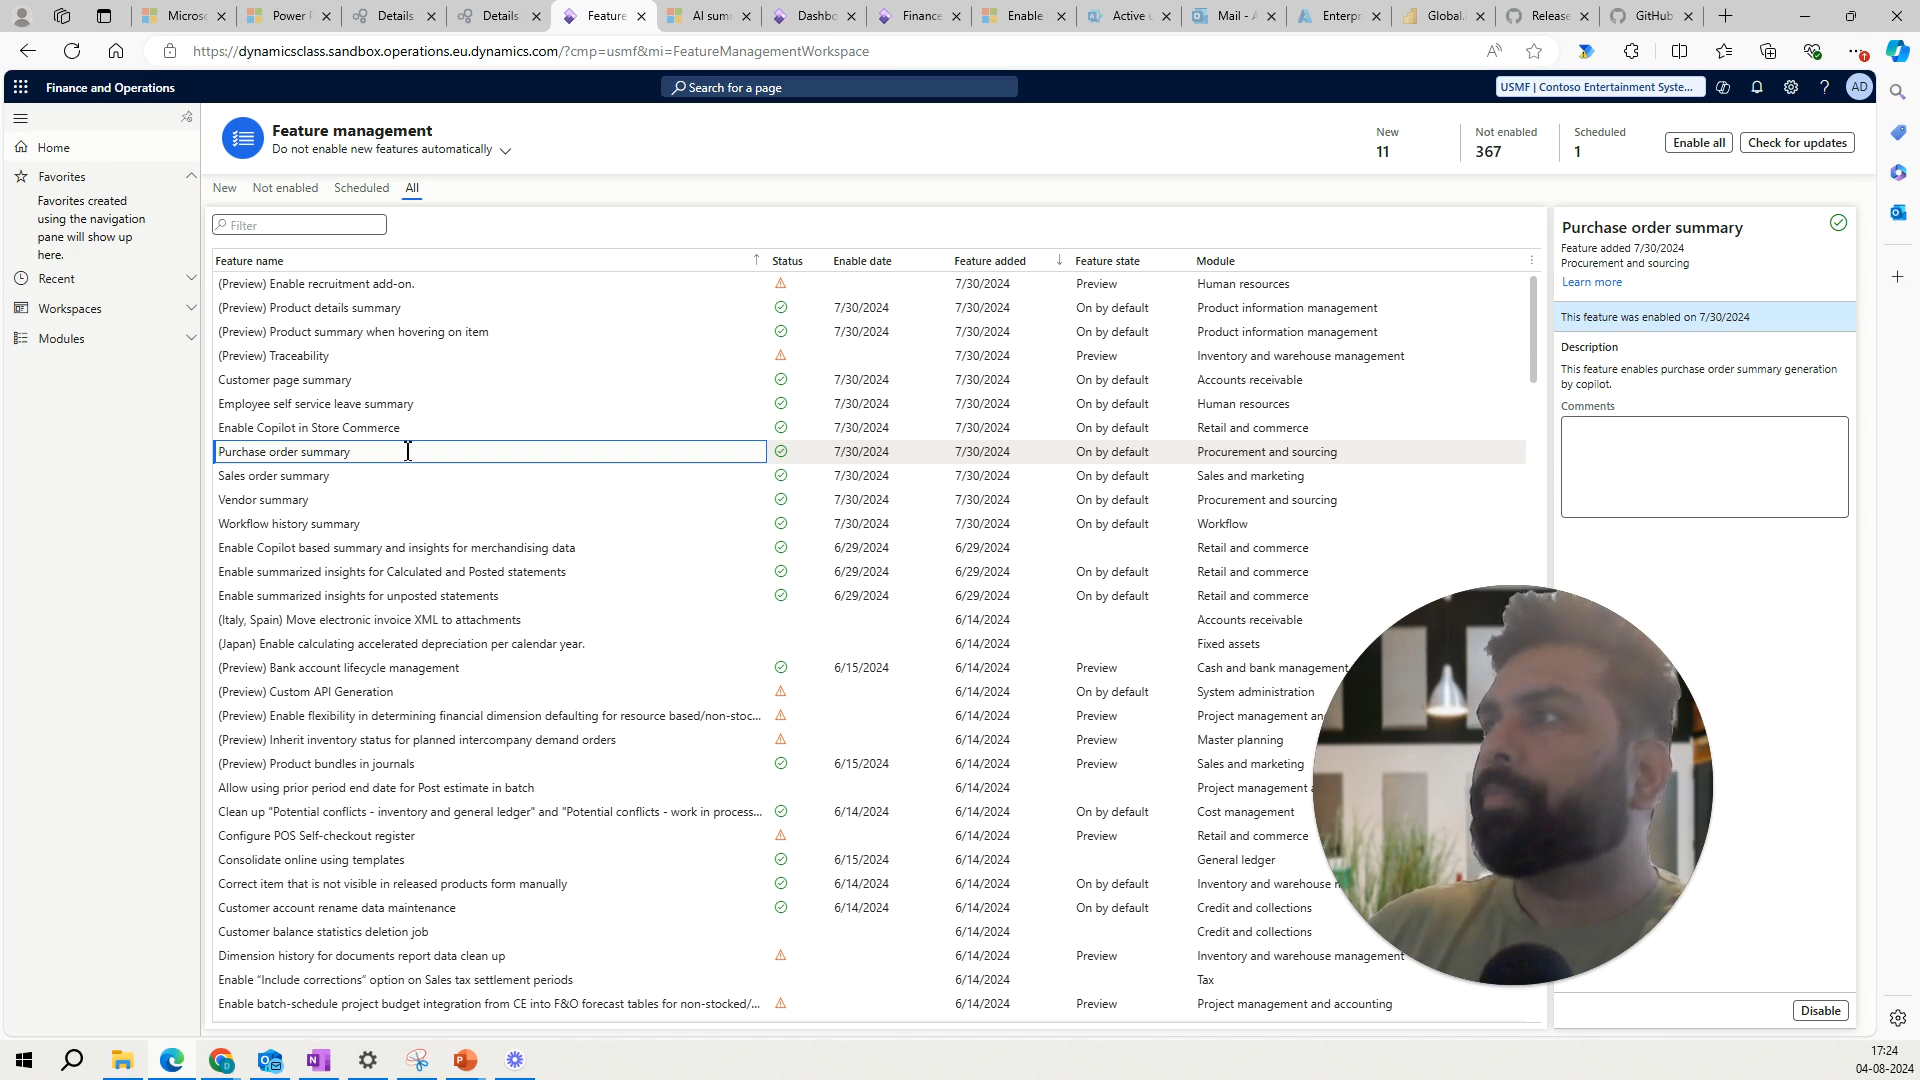 Microsc
Power F
Details
Details
Feature
AI sum
Dashbo
Finance
Enable
Active u
Mail - A
Enterpr
Global.
Release
GitHub
https://dynamicsclass.sandbox.operations.eu.dynamics.com/?cmp=usmf&mi=FeatureManagementWorkspace
Finance and Operations
Search for a page
USMF | Contoso Entertainment Syste...
AD
Home
Favorites
Favorites created
using the navigation
pane will show up
here.
Recent
Workspaces
Modules
Feature management
Do not enable new features automatically
New
11
Not enabled
367
Scheduled
1
Enable all
Check for updates
New Not enabled Scheduled All
Filter
Feature name Status Enable date Feature added Feature state Module
(Preview) Enable recruitment add-on. 7/30/2024 Preview Human resources
(Preview) Product details summary 7/30/2024 7/30/2024 On by default Product information management
(Preview) Product summary when hovering on item 7/30/2024 7/30/2024 On by default Product information management
(Preview) Traceability 7/30/2024 Preview Inventory and warehouse management
Customer page summary 7/30/2024 7/30/2024 On by default Accounts receivable
Employee self service leave summary 7/30/2024 7/30/2024 On by default Human resources
Enable Copilot in Store Commerce 7/30/2024 7/30/2024 On by default Retail and commerce
Purchase order summary 7/30/2024 7/30/2024 On by default Procurement and sourcing
Sales order summary 7/30/2024 7/30/2024 On by default Sales and marketing
Vendor summary 7/30/2024 7/30/2024 On by default Procurement and sourcing
Workflow history summary 7/30/2024 7/30/2024 On by default Workflow
Enable Copilot based summary and insights for merchandising data 6/29/2024 6/29/2024 Retail and commerce
Enable summarized insights for Calculated and Posted statements 6/29/2024 6/29/2024 On by default Retail and commerce
Enable summarized insights for unposted statements 6/29/2024 6/29/2024 On by default Retail and commerce
(Italy, Spain) Move electronic invoice XML to attachments 6/14/2024 Accounts receivable
(Japan) Enable calculating accelerated depreciation per calendar year. 6/14/2024 Fixed assets
(Preview) Bank account lifecycle management 6/15/2024 6/14/2024 Preview Cash and bank management
(Preview) Custom API Generation 6/14/2024 On by default System administration
(Preview) Enable flexibility in determining financial dimension defaulting for resource based/non-stoc... 6/14/2024 Preview Project management an
(Preview) Inherit inventory status for planned intercompany demand orders 6/14/2024 Preview Master planning
(Preview) Product bundles in journals 6/15/2024 6/14/2024 Preview Sales and marketing
Allow using prior period end date for Post estimate in batch 6/14/2024 Project management a
Clean up "Potential conflicts - inventory and general ledger" and "Potential conflicts - work in process... 6/14/2024 6/14/2024 On by default Cost management
Configure POS Self-checkout register 6/14/2024 Preview Retail and commerce
Consolidate online using templates 6/15/2024 6/14/2024 General ledger
Correct item that is not visible in released products form manually 6/14/2024 6/14/2024 On by default Inventory and warehouse m
Customer account rename data maintenance 6/14/2024 6/14/2024 On by default Credit and collections
Customer balance statistics deletion job 6/14/2024 Credit and collections
Dimension history for documents report data clean up 6/14/2024 Preview Inventory and warehouse management
Enable “Include corrections” option on Sales tax settlement periods 6/14/2024 Tax
Enable batch-schedule project budget integration from CE into F&O forecast tables for non-stocked/... 6/14/2024 Preview Project management and accounting
Purchase order summary
Feature added 7/30/2024
Procurement and sourcing
Learn more
This feature was enabled on 7/30/2024
Description
This feature enables purchase order summary generation
by copilot.
Comments
Disable
17:24
04-08-2024